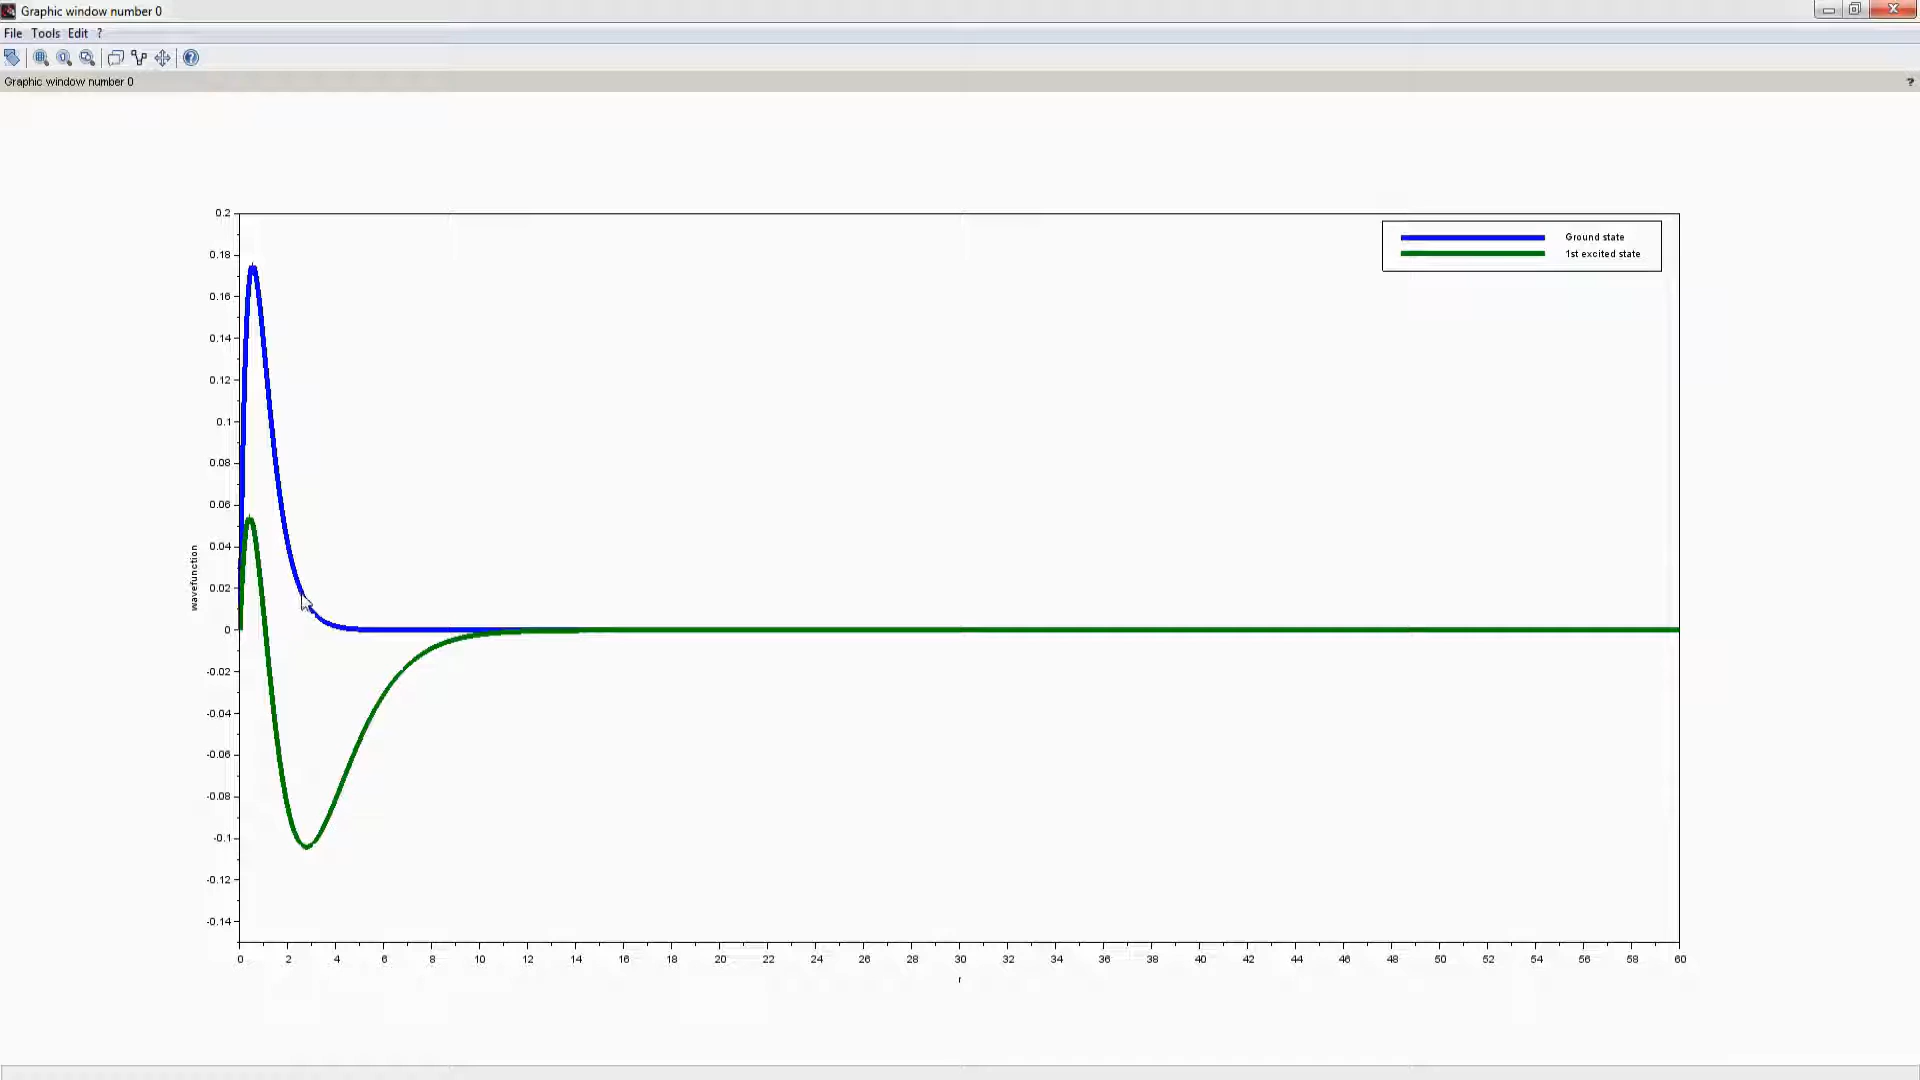 Graphic window number 0
File Tools Edit ?
Graphic window number 0 ?
0.2
0.18
0.16
0.14
0.12
0.1
0.08
0.06
0.04
0.02
0
-0.02
-0.04
-0.06
-0.08
-0.1
-0.12
-0.14
wavefunction
Ground state
1st excited state
0 2 4 6 8 10 12 14 16 18 20 22 24 26 28 30 32 34 36 38 40 42 44 46 48 50 52 54 56 58 60
r